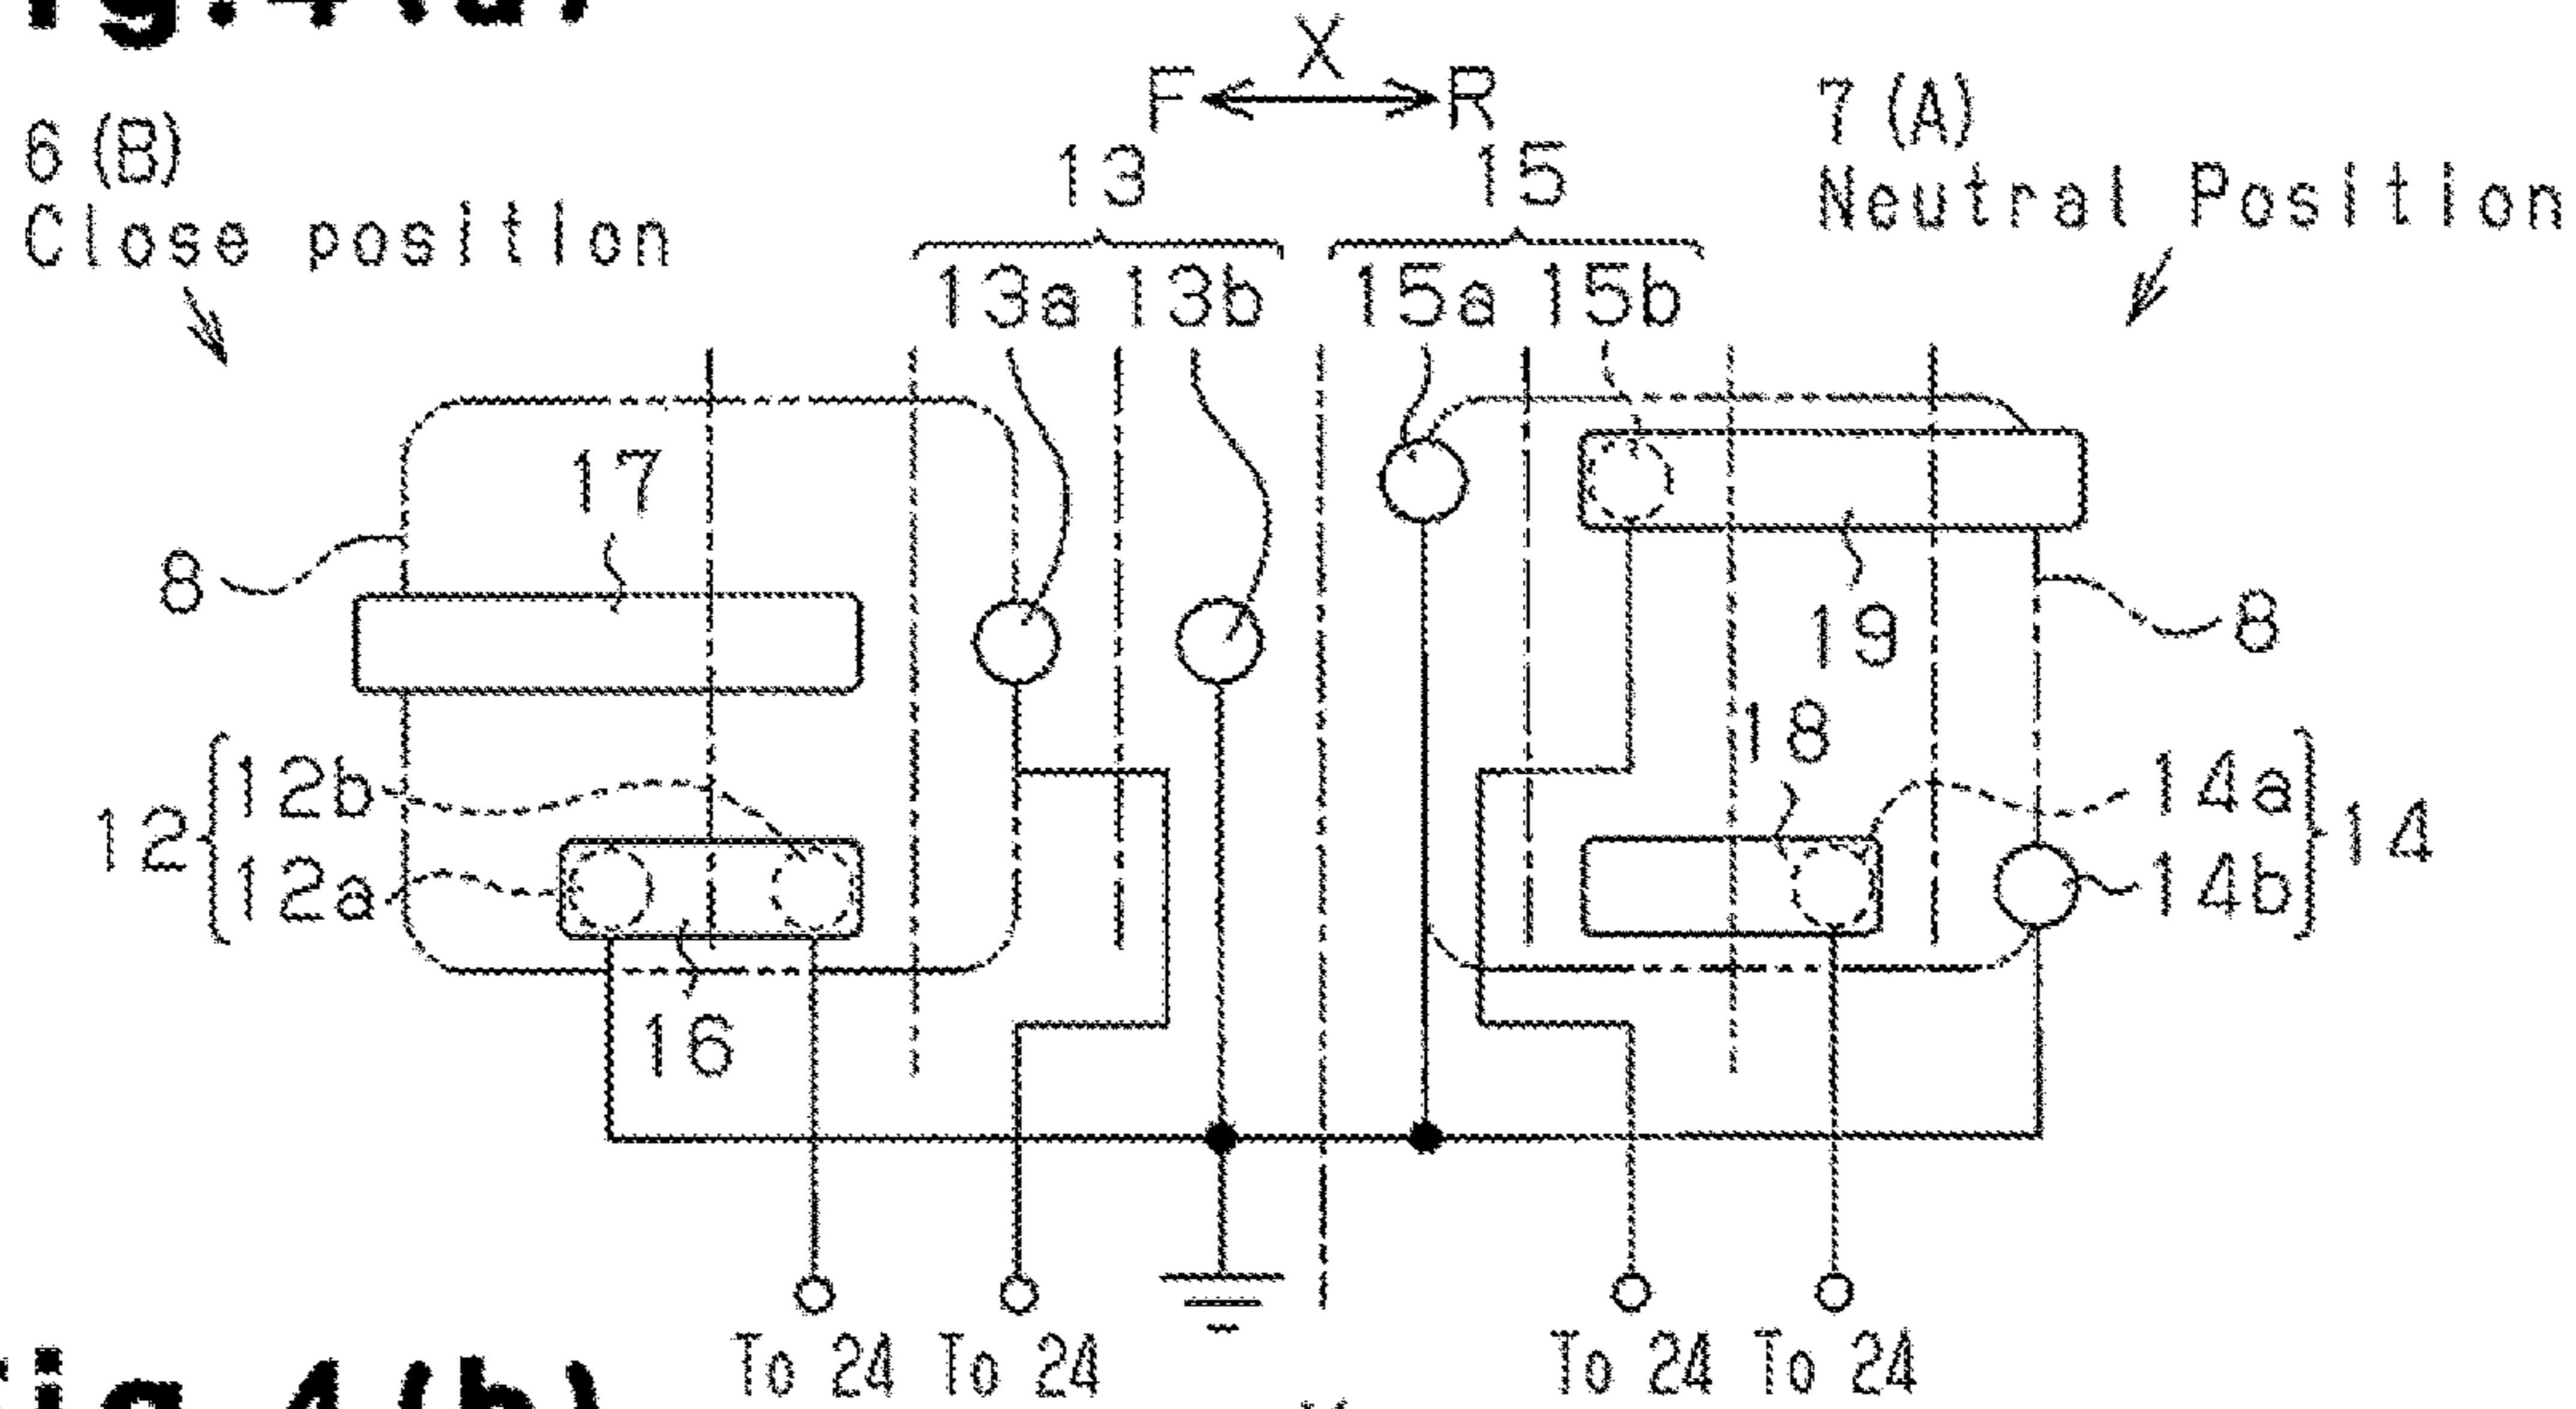 X
F R
6 (B)
Close position
7 (A)
Neutral Position
13 15
13a 13b 15a 15b
17
8
19
8
18
12 12b
12a
14a 14
14b
16
To 24 To 24 To 24 To 24